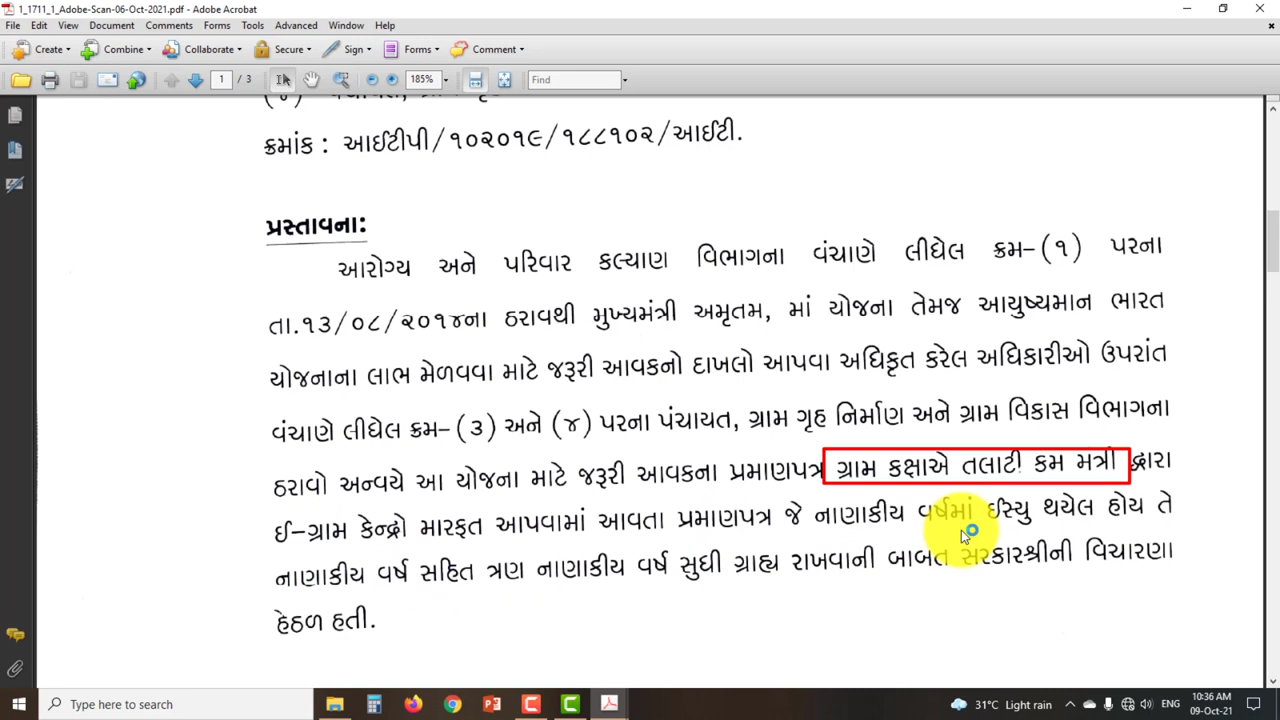 1_1711_1_Adobe-Scan-06-Oct-2021.pdf - Adobe Acrobat
File Edit View Document Comments Forms Tools Advanced Window Help
Create Combine Collaborate Secure Sign Forms Comment
1 / 3 185% Find
ક્રમાંક : આઈટીપી/૧૦૨૦૧૯/૧૮૮૧૦૨/આઈટી.
પ્રસ્તાવના:
આરોગ્ય અને પરિવાર કલ્યાણ વિભાગના વંચાણે લીધેલ ક્રમ-(૧) પરના
તા.૧૩/૦૮/૨૦૧૪ના ઠરાવથી મુખ્યમંત્રી અમૃતમ, માં યોજના તેમજ આયુષ્યમાન ભારત
યોજનાના લાભ મેળવવા માટે જરૂરી આવકનો દાખલો આપવા અધિકૃત કરેલ અધિકારીઓ ઉપરાંત
વંચાણે લીધેલ ક્રમ-(૩) અને (૪) પરના પંચાયત, ગ્રામ ગૃહ નિર્માણ અને ગ્રામ વિકાસ વિભાગના
ઠરાવો અન્વયે આ યોજના માટે જરૂરી આવકના પ્રમાણપત્ર ગ્રામ કક્ષાએ તલાટી કમ મંત્રી દ્વારા
ઈ-ગ્રામ કેન્દ્રો મારફત આપવામાં આવતા પ્રમાણપત્ર જે નાણાકીય વર્ષમાં ઈસ્યુ થયેલ હોય તે
નાણાકીય વર્ષ સહિત ત્રણ નાણાકીય વર્ષ સુધી ગ્રાહ્ય રાખવાની બાબત સરકારશ્રીની વિચારણા
હેઠળ હતી.
Type here to search
31°C Light rain ENG 10:36 AM
09-Oct-21